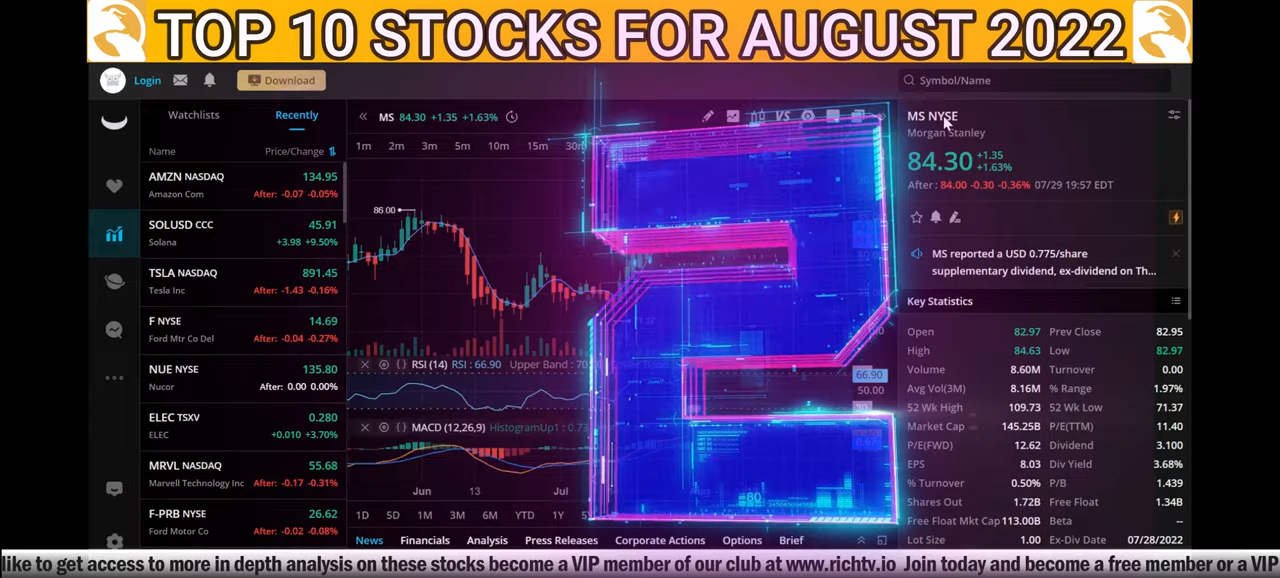 TOP 10 STOCKS FOR AUGUST 2022
Login
Download
Symbol/Name
Watchlists Recently
Name Price/Change
AMZN NASDAQ 134.95
Amazon Com After: -0.07 -0.05%
SOLUSD CCC 45.91
Solana +3.98 +9.50%
TSLA NASDAQ 891.45
Tesla Inc After: -1.43 -0.16%
F NYSE 14.69
Ford Mtr Co Del After: -0.04 -0.27%
NUE NYSE 135.80
Nucor After: 0.00 0.00%
ELEC TSXV 0.280
ELEC +0.010 +3.70%
MRVL NASDAQ 55.68
Marvell Technology Inc After: -0.17 -0.31%
F-PRB NYSE 26.62
Ford Motor Co After: -0.02 -0.08%
MS 84.30 +1.35 +1.63%
VS
1m 2m 3m 5m 10m 15m 30m
86.00
2
RSI (14) RSI : 66.90 Upper Band : 70
66.90
50.00
MACD (12,26,9) HistogramUp1 : 0.73
0.67
80
Jun 13 Jul
1D 5D 1M 3M 6M YTD 1Y
News Financials Analysis Press Releases Corporate Actions Options Brief
MS NYSE
Morgan Stanley
84.30 +1.35
+1.63%
After : 84.00 -0.30 -0.36% 07/29 19:57 EDT
MS reported a USD 0.775/share
supplementary dividend, ex-dividend on Th...
Key Statistics
Open 82.97 Prev Close 82.95
High 84.63 Low 82.97
Volume 8.60M Turnover 0.00
Avg Vol(3M) 8.16M % Range 1.97%
52 Wk High 109.73 52 Wk Low 71.37
Market Cap 145.25B P/E(TTM) 11.40
P/E(FWD) 12.62 Dividend 3.100
EPS 8.03 Div Yield 3.68%
% Turnover 0.50% P/B 1.439
Shares Out 1.72B Free Float 1.34B
Free Float Mkt Cap 113.00B Beta --
Lot Size 1.00 Ex-Div Date 07/28/2022
like to get access to more in depth analysis on these stocks become a VIP member of our club at www.richtv.io Join today and become a free member or a VIP